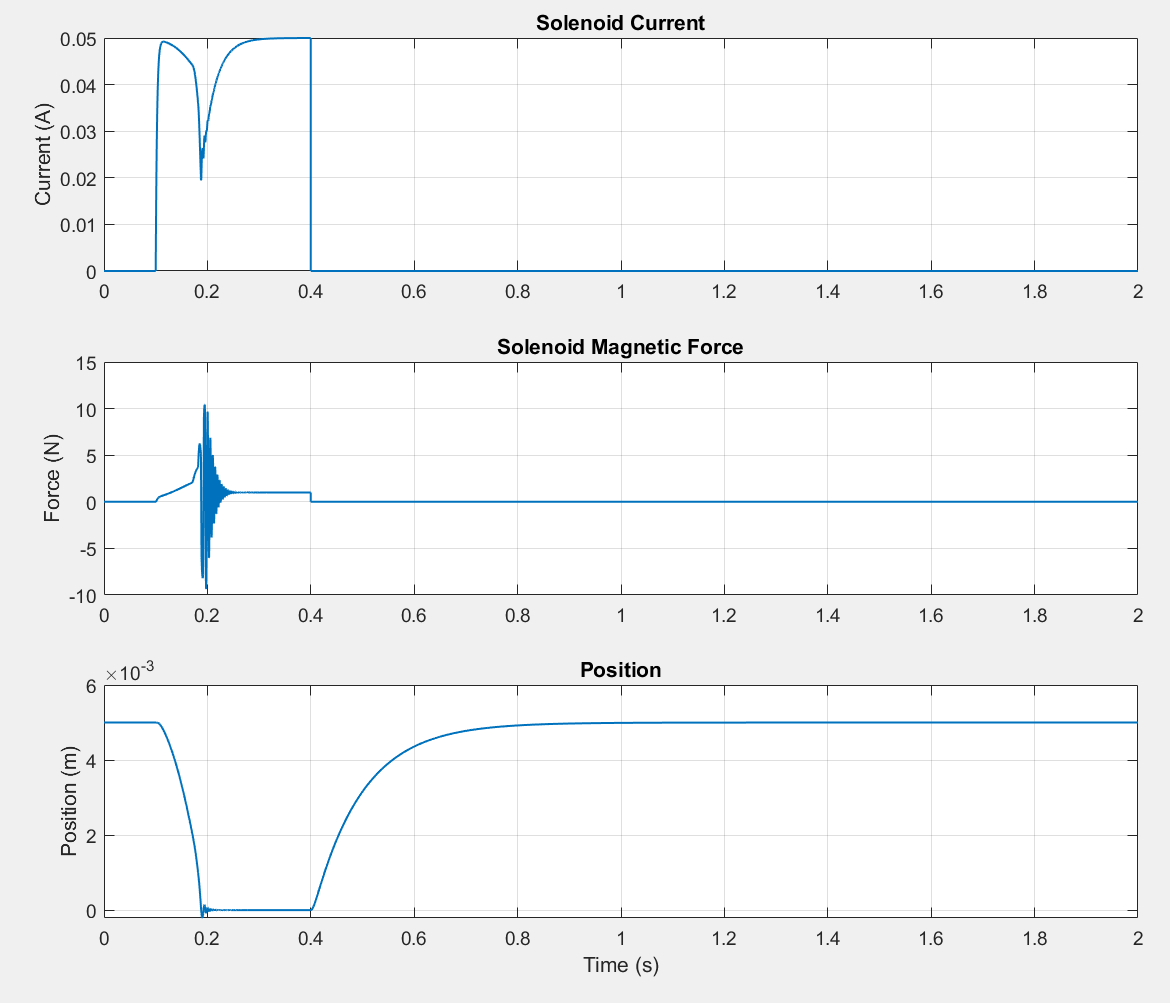 Solenoid Current
0.05
0.04
0.03
0.02
0.01
0
Current (A)
0 0.2 0.4 0.6 0.8 1 1.2 1.4 1.6 1.8 2
Solenoid Magnetic Force
15
10
5
0
-5
-10
Force (N)
0 0.2 0.4 0.6 0.8 1 1.2 1.4 1.6 1.8 2
Position
×10-3
6
4
2
0
Position (m)
0 0.2 0.4 0.6 0.8 1 1.2 1.4 1.6 1.8 2
Time (s)